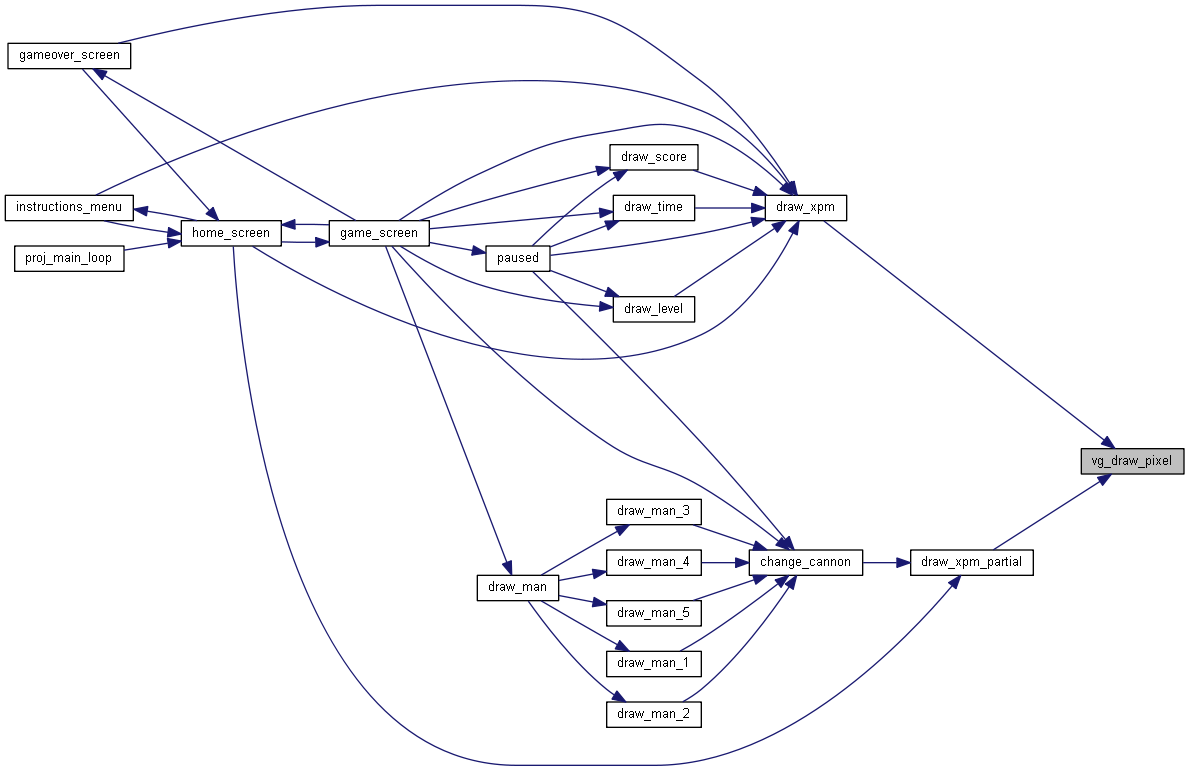 gameover_screen
draw_score
instructions_menu
draw_time
draw_xpm
home_screen
game_screen
proj_main_loop
paused
draw_level
vg_draw_pixel
draw_man_3
draw_man_4
change_cannon
draw_xpm_partial
draw_man
draw_man_5
draw_man_1
draw_man_2